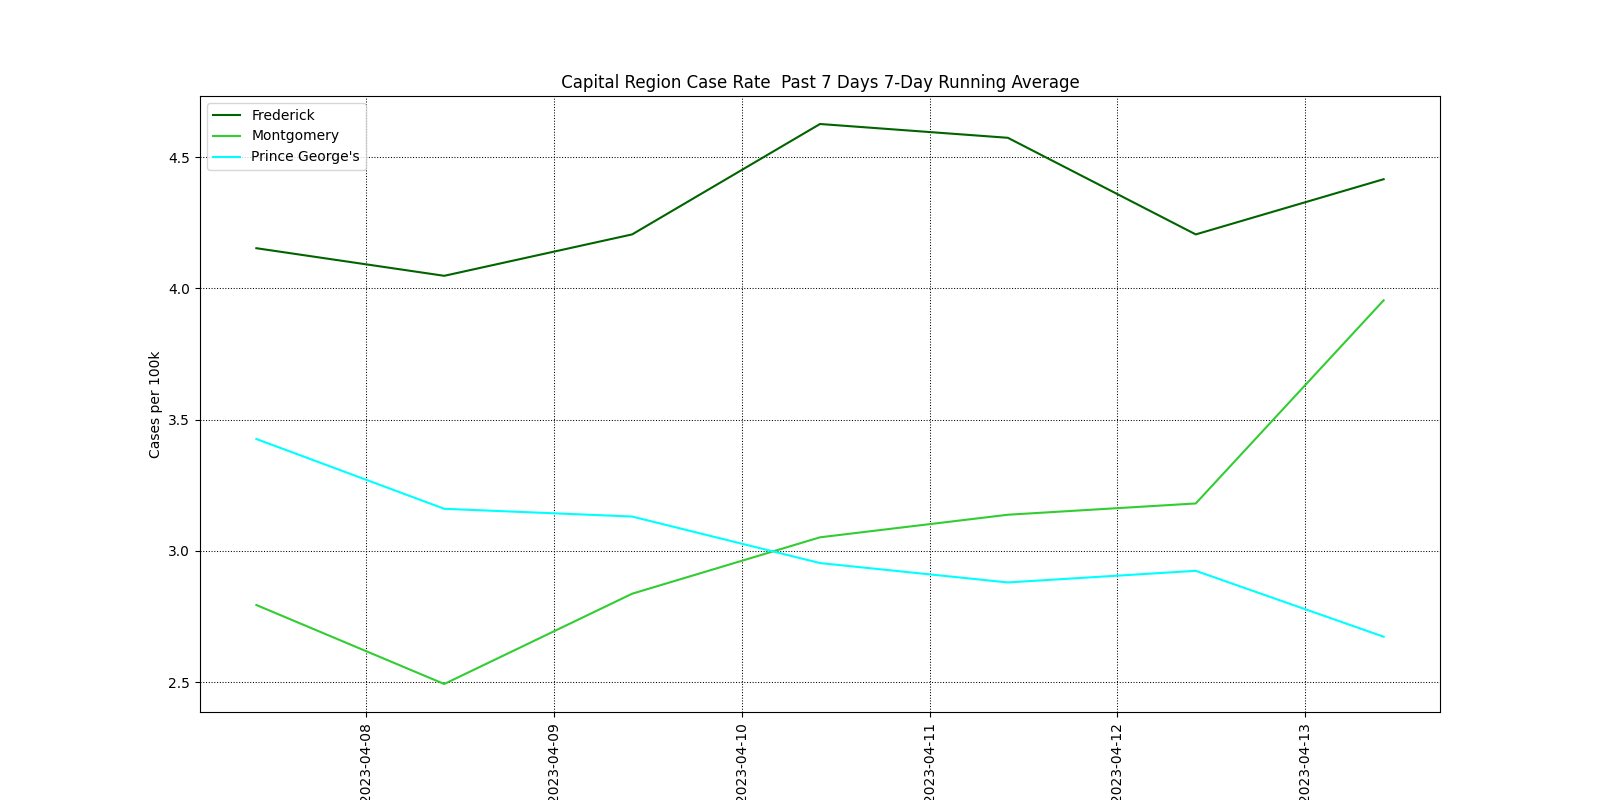 Capital Region Case Rate  Past 7 Days 7-Day Running Average
Frederick
Montgomery
Prince George's
4.5
4.0
3.5
3.0
2.5
Cases per 100k
2023-04-08
2023-04-09
2023-04-10
2023-04-11
2023-04-12
2023-04-13